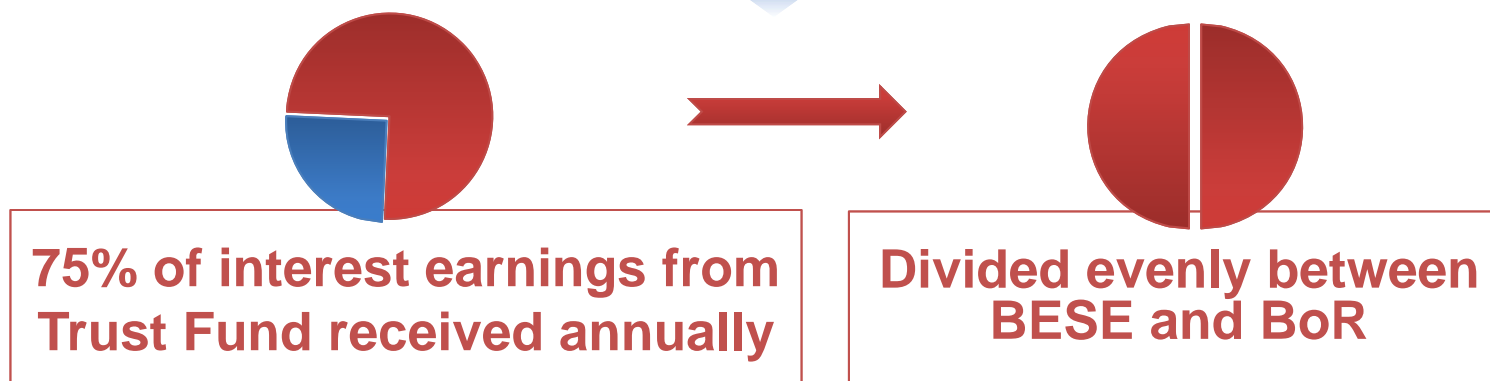 75% of interest earnings from
Trust Fund received annually
Divided evenly between
BESE and BoR